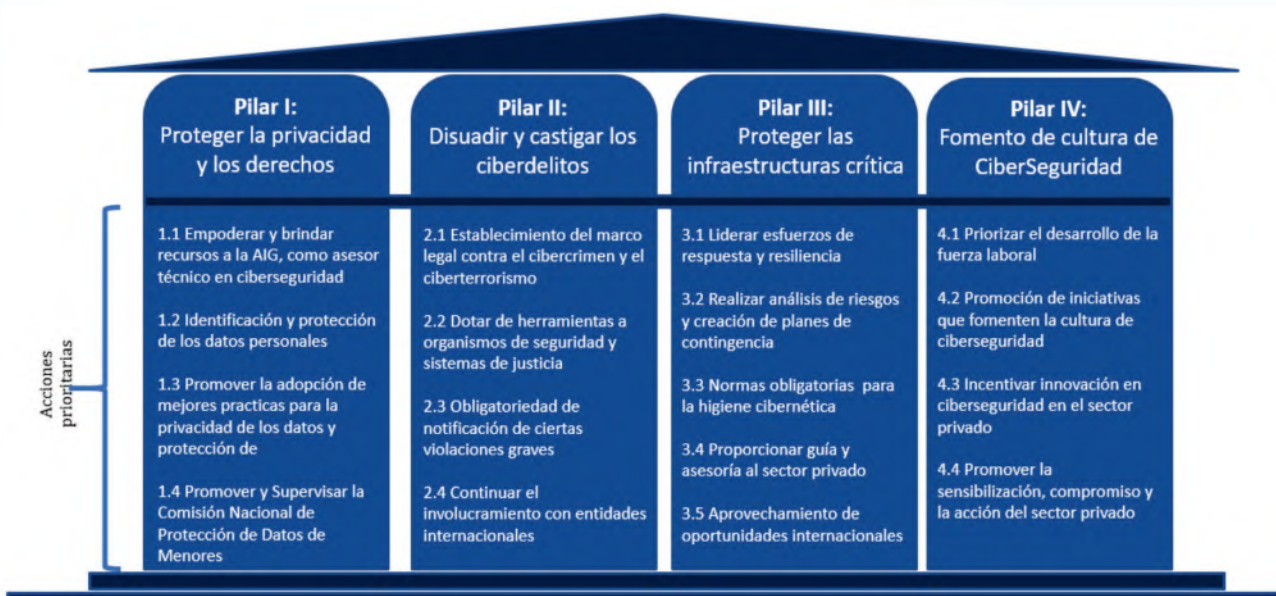 Pilar I:
Proteger la privacidad
y los derechos
Pilar II:
Disuadir y castigar los
ciberdelitos
Pilar III:
Proteger las
infraestructuras crítica
Pilar IV:
Fomento de cultura de
CiberSeguridad
Acciones
prioritarias
1.1 Empoderar y brindar
recursos a la AIG, como asesor
técnico en ciberseguridad
1.2 Identificación y protección
de los datos personales
1.3 Promover la adopción de
mejores practicas para la
privacidad de los datos y
protección de
1.4 Promover y Supervisar la
Comisión Nacional de
Protección de Datos de
Menores
2.1 Establecimiento del marco
legal contra el cibercrimen y el
ciberterrorismo
2.2 Dotar de herramientas a
organismos de seguridad y
sistemas de justicia
2.3 Obligatoriedad de
notificación de ciertas
violaciones graves
2.4 Continuar el
involucramiento con entidades
internacionales
3.1 Liderar esfuerzos de
respuesta y resiliencia
3.2 Realizar análisis de riesgos
y creación de planes de
contingencia
3.3 Normas obligatorias para
la higiene cibernética
3.4 Proporcionar guía y
asesoría al sector privado
3.5 Aprovechamiento de
oportunidades internacionales
4.1 Priorizar el desarrollo de la
fuerza laboral
4.2 Promoción de iniciativas
que fomenten la cultura de
ciberseguridad
4.3 Incentivar innovación en
ciberseguridad en el sector
privado
4.4 Promover la
sensibilización, compromiso y
la acción del sector privado